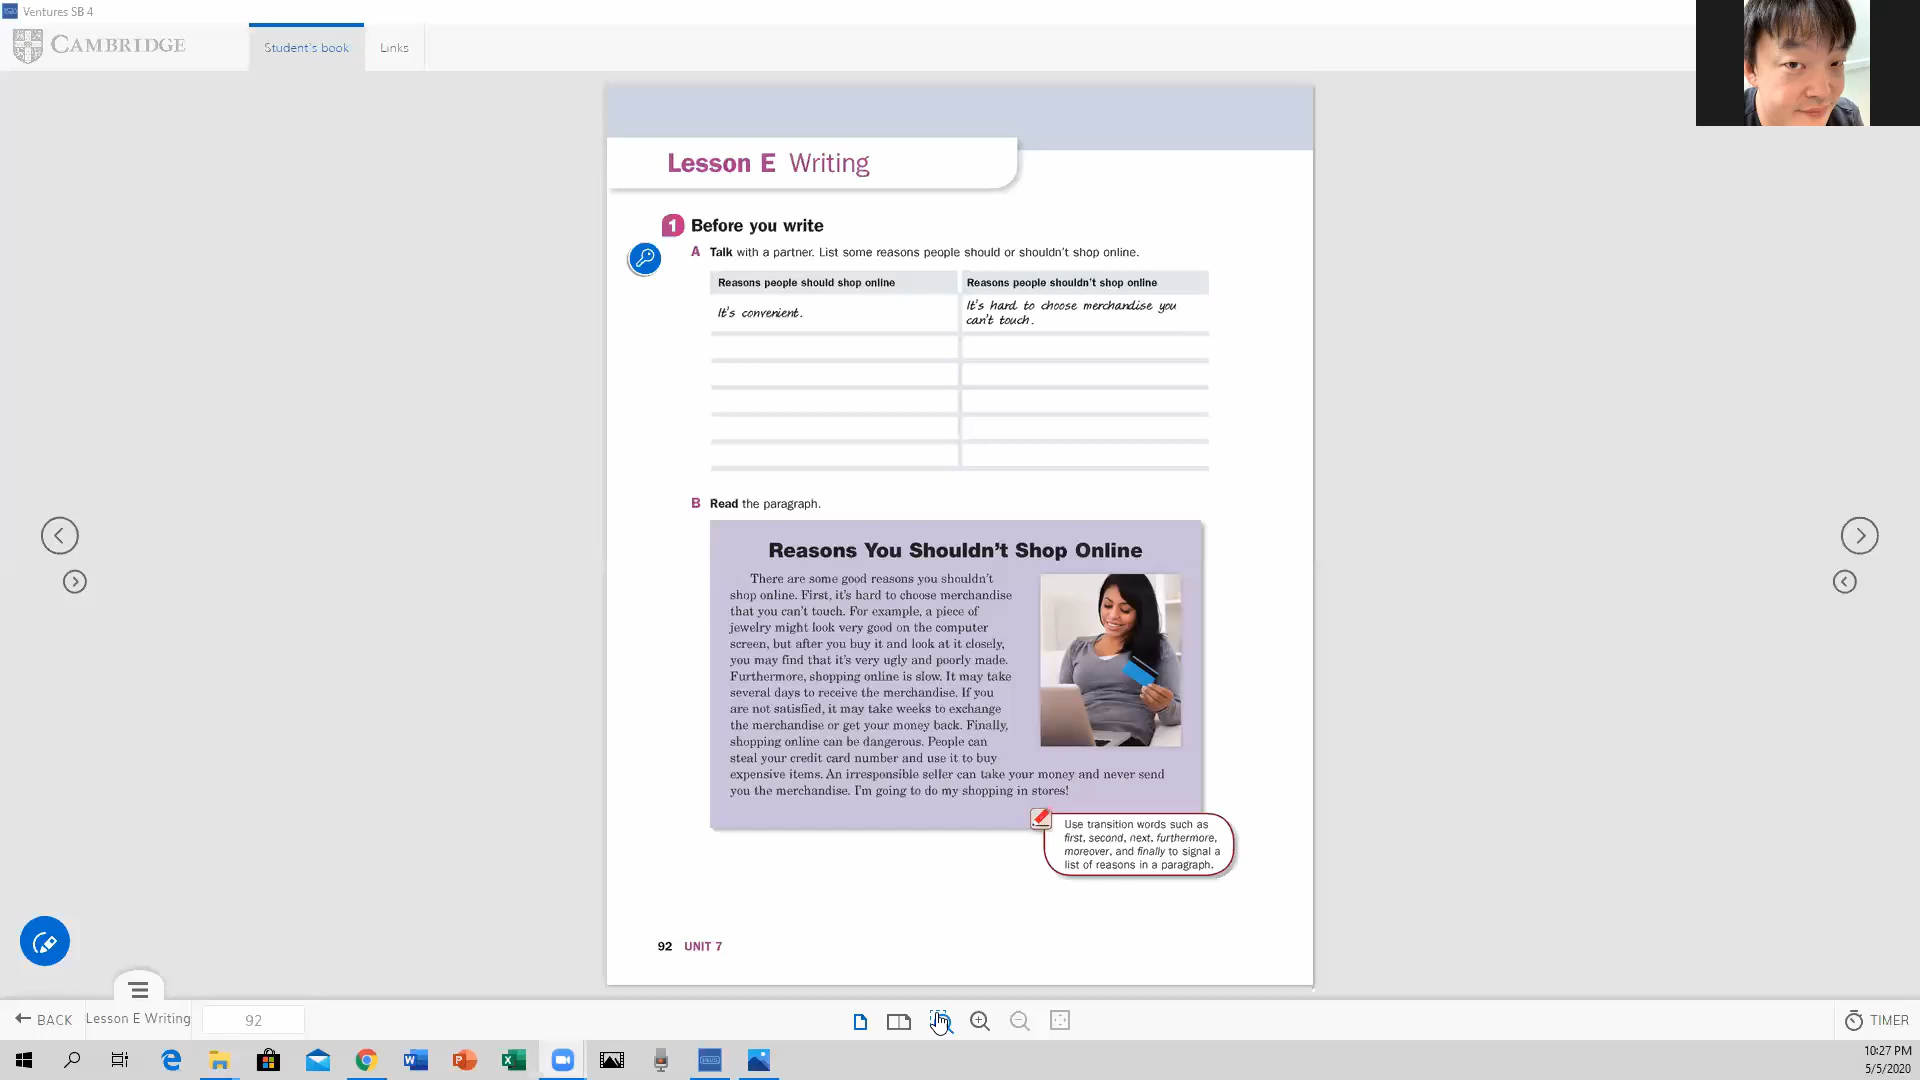 Ventures SB 4
CAMBRIDGE
Student's book
Links
Lesson E Writing
1 Before you write
A Talk with a partner. List some reasons people should or shouldn't shop online.
Reasons people should shop online
Reasons people shouldn't shop online
It's convenient.
It's hard to choose merchandise you
can't touch.
B Read the paragraph.
Reasons You Shouldn't Shop Online
There are some good reasons you shouldn't
shop online. First, it's hard to choose merchandise
that you can't touch. For example, a piece of
jewelry might look very good on the computer
screen, but after you buy it and look at it closely,
you may find that it's very ugly and poorly made.
Furthermore, shopping online is slow. It may take
several days to receive the merchandise. If you
are not satisfied, it may take weeks to exchange
the merchandise or get your money back. Finally,
shopping online can be dangerous. People can
steal your credit card number and use it to buy
expensive items. An irresponsible seller can take your money and never send
you the merchandise. I'm going to do my shopping in stores!
Use transition words such as
first, second, next, furthermore,
moreover, and finally to signal a
list of reasons in a paragraph.
92 UNIT 7
BACK
Lesson E Writing
92
TIMER
10:27 PM
5/5/2020